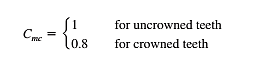 C_mc = { 1 for uncrowned teeth
0.8 for crowned teeth